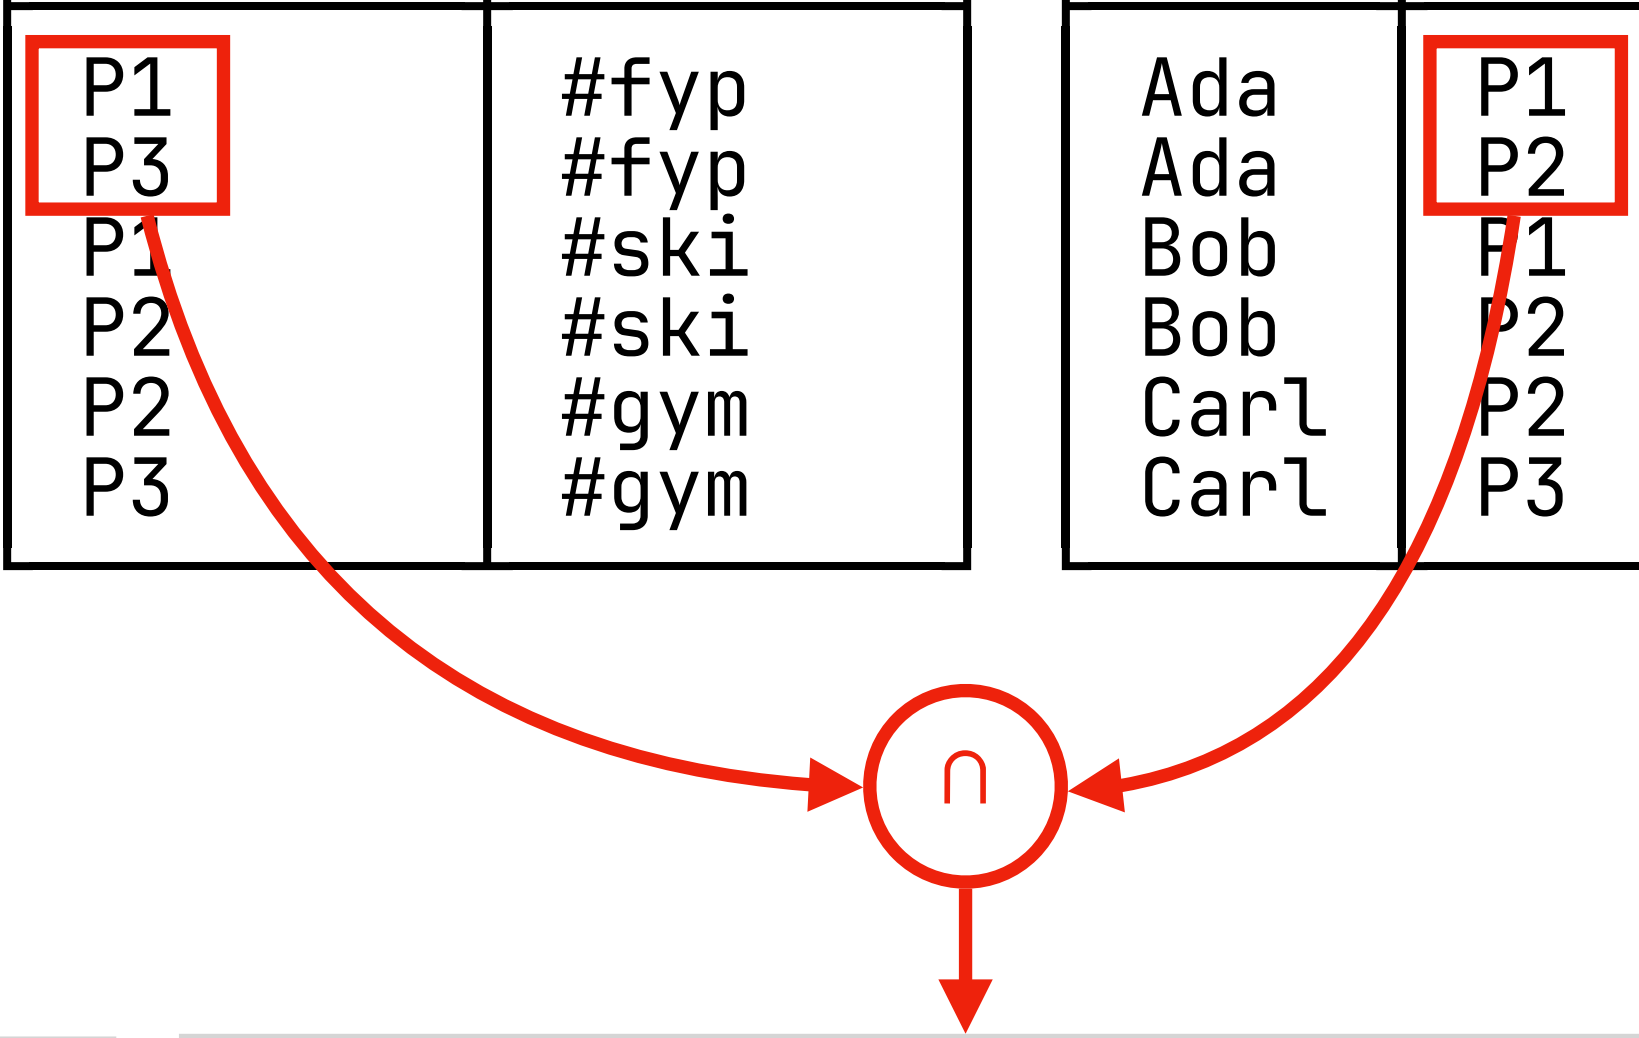 P1 #fyp Ada P1
P3 #fyp Ada P2
P1 #ski Bob P1
P2 #ski Bob P2
P2 #gym Carl P2
P3 #gym Carl P3
∩